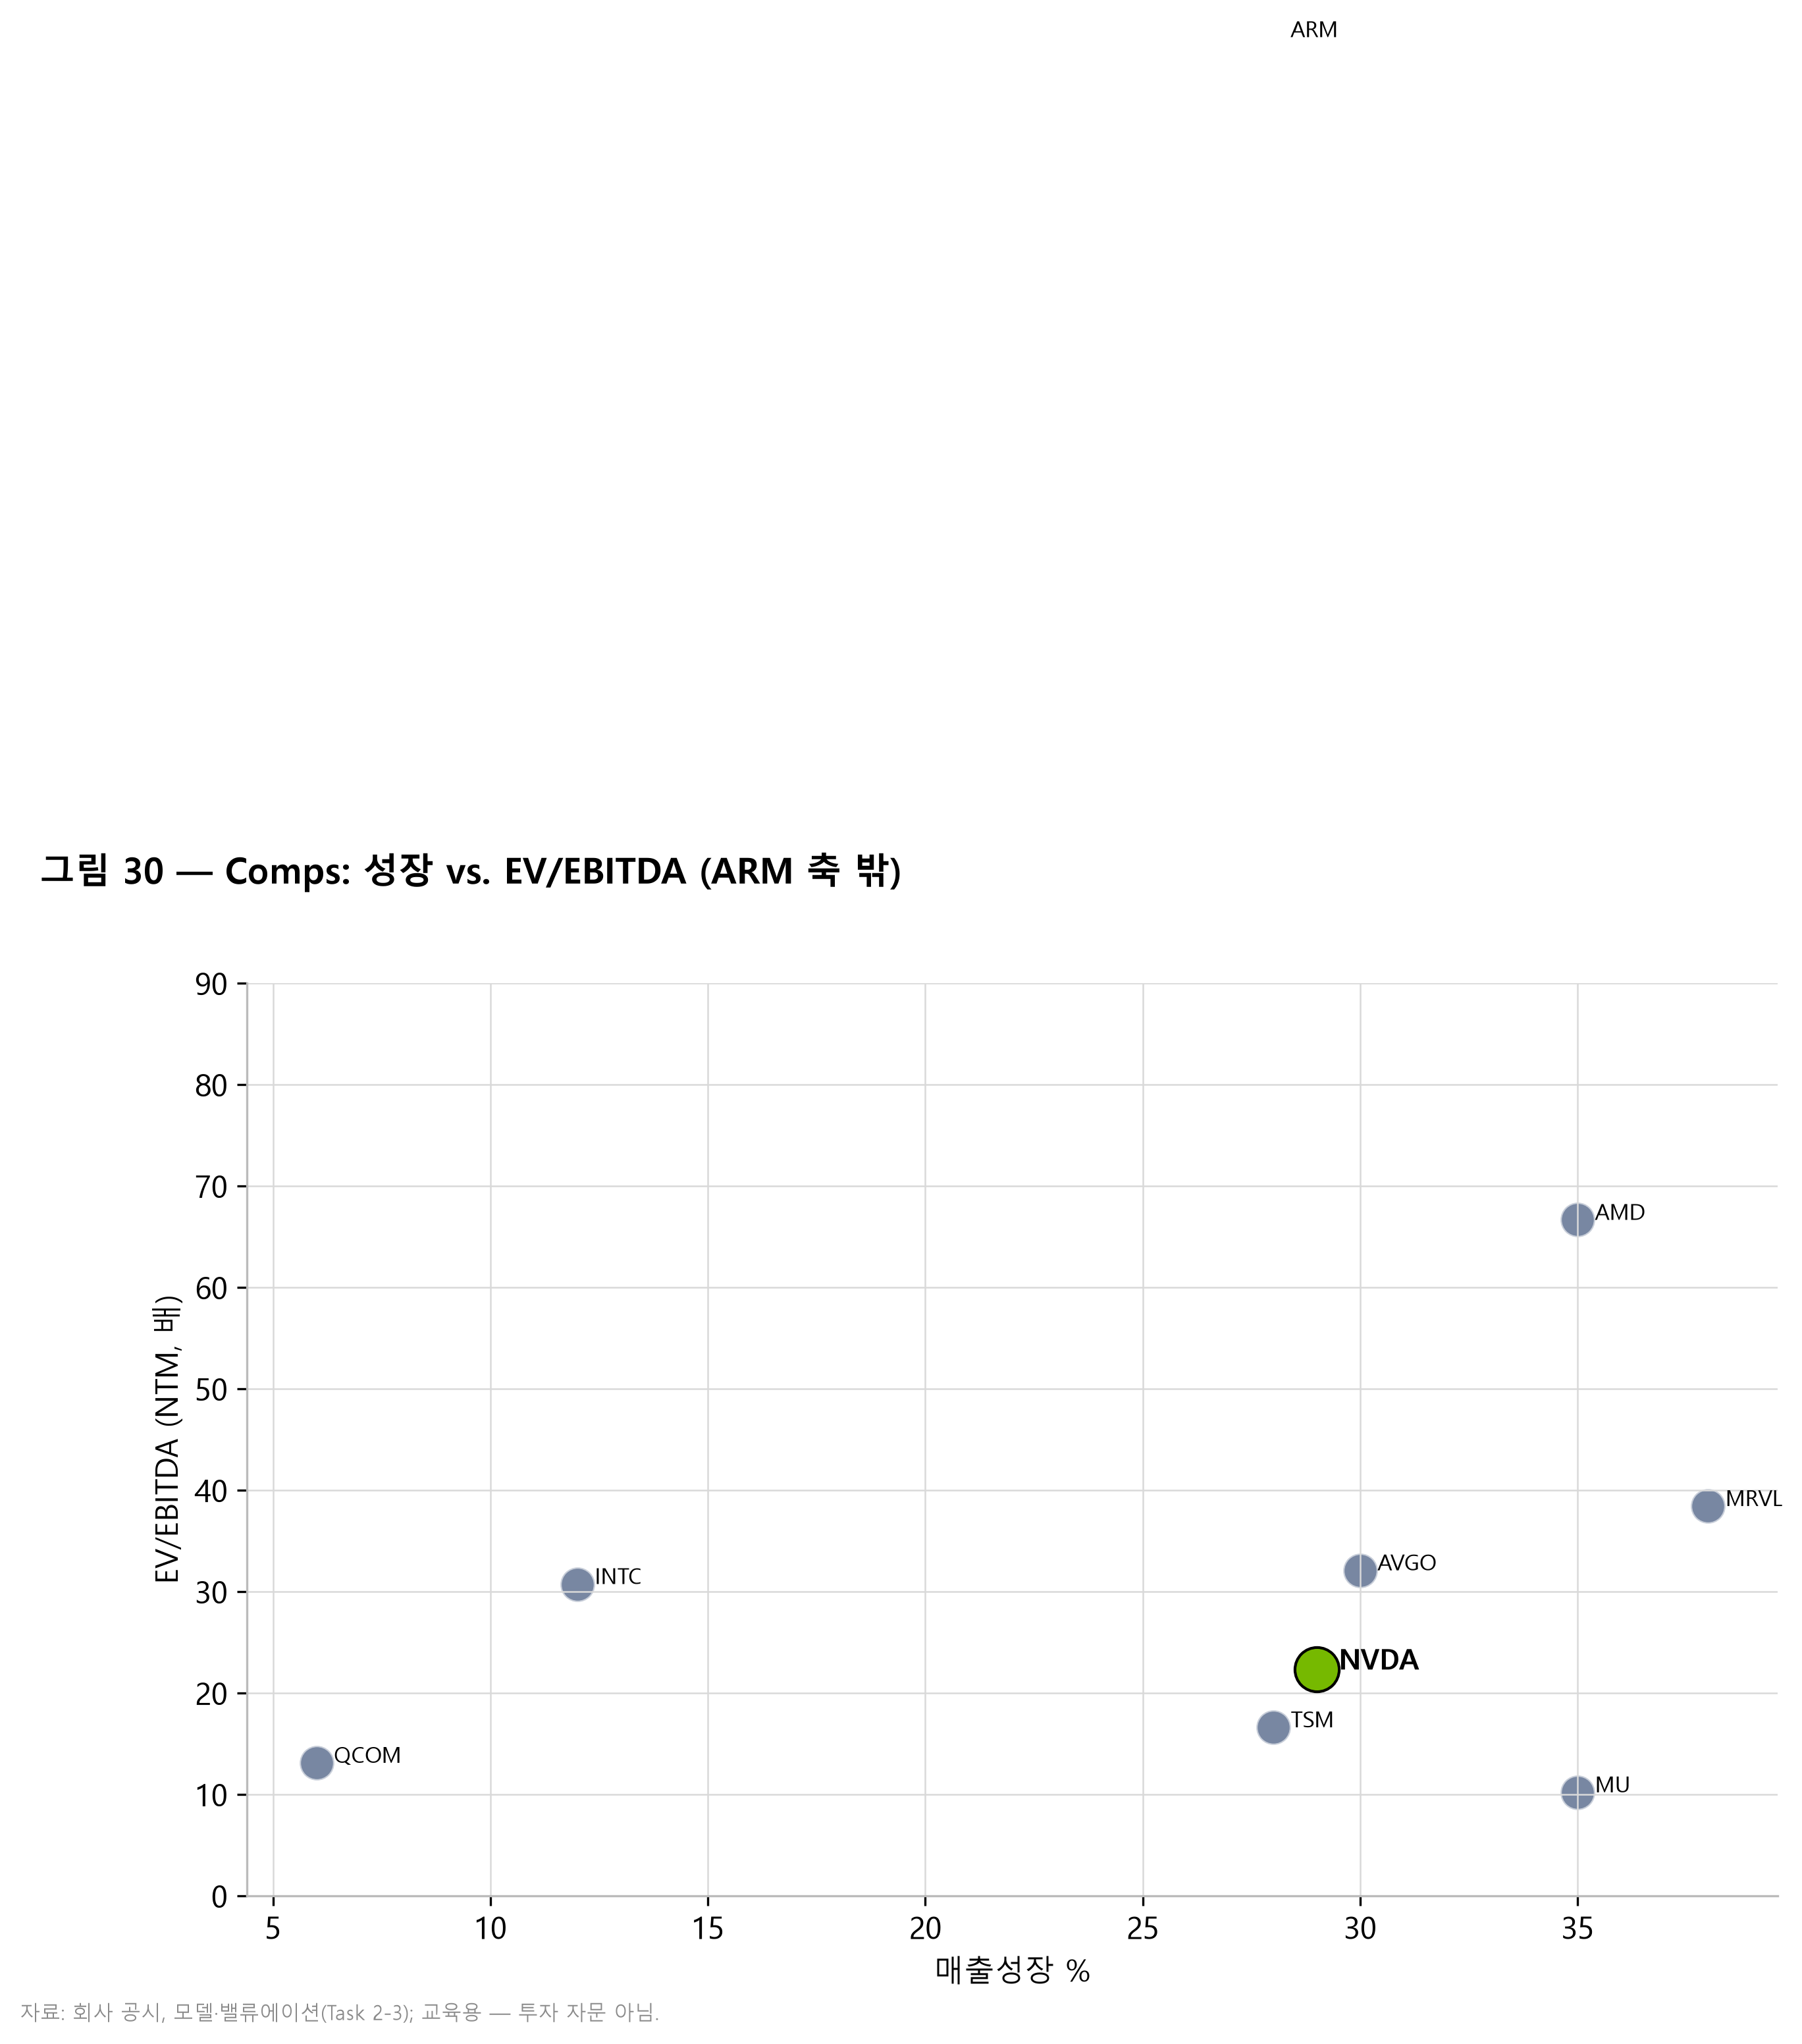 ARM
그림 30 — Comps: 성장 vs. EV/EBITDA (ARM 축 밖)
90
80
70
60
50
40
30
20
10
0
EV/EBITDA (NTM, 배)
AMD
MRVL
AVGO
INTC
NVDA
TSM
QCOM
MU
5 10 15 20 25 30 35
매출성장 %
자료: 회사 공시, 모델·밸류에이션(Task 2-3); 교육용 — 투자 자문 아님.